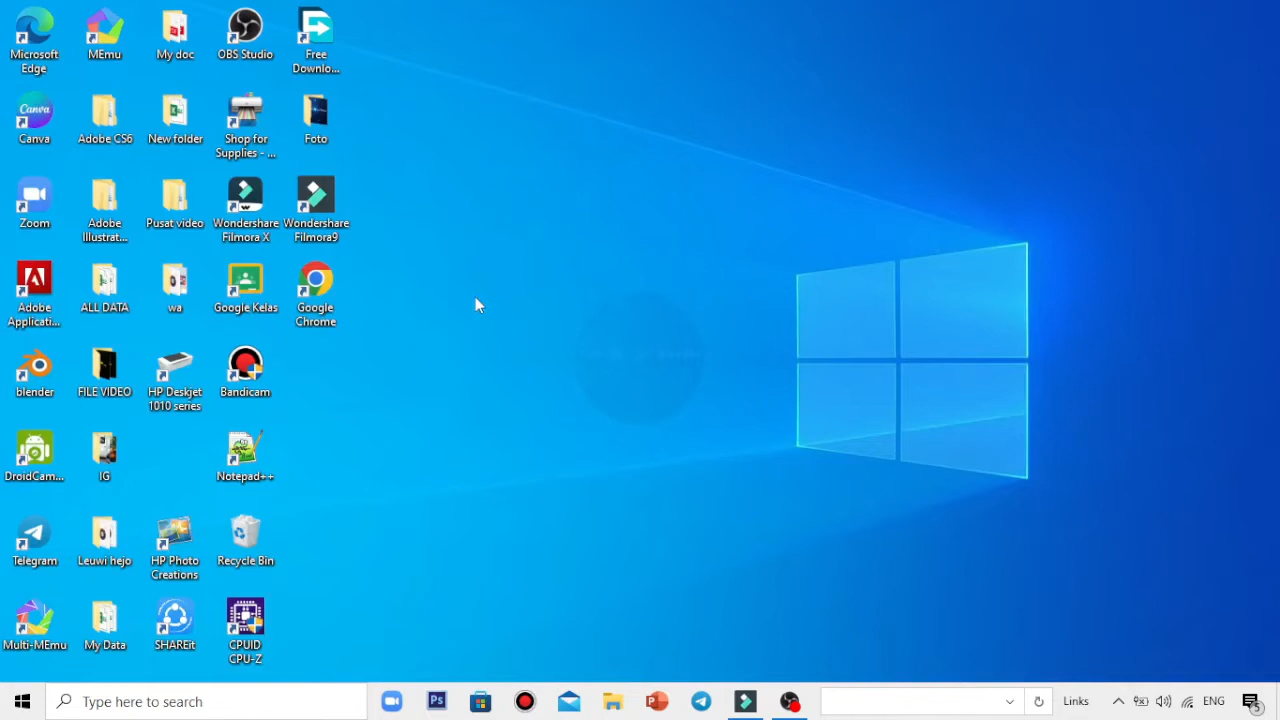 Microsoft
Edge
MEmu
My doc
OBS Studio
Free
Downlo...
Canva
Canva
Adobe CS6
New folder
Shop for
Supplies - ...
Foto
Zoom
Adobe
Illustrat...
Pusat video
Wondershare
Filmora X
Wondershare
Filmora9
Adobe
Applicati...
ALL DATA
wa
Google Kelas
Google
Chrome
blender
FILE VIDEO
HP Deskjet
1010 series
Bandicam
DroidCam...
IG
Notepad++
Telegram
Leuwi hejo
HP Photo
Creations
Recycle Bin
Multi-MEmu
My Data
SHAREit
CPUID
CPU-Z
Type here to search
Ps
Links
ENG
5